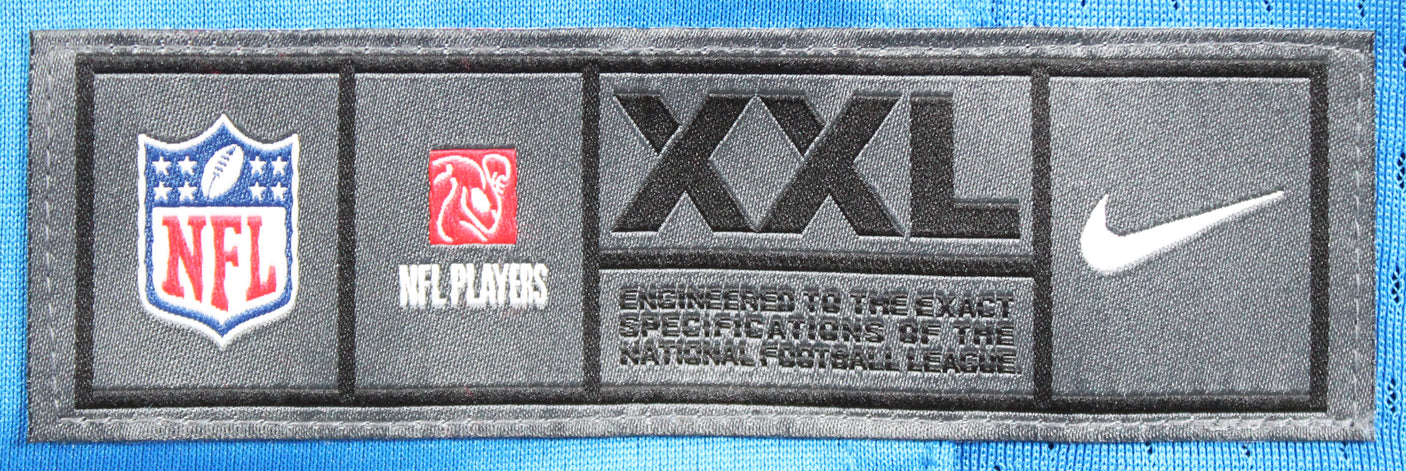 NFL
NFL PLAYERS
XXL
ENGINEERED TO THE EXACT
SPECIFICATIONS OF THE
NATIONAL FOOTBALL LEAGUE.